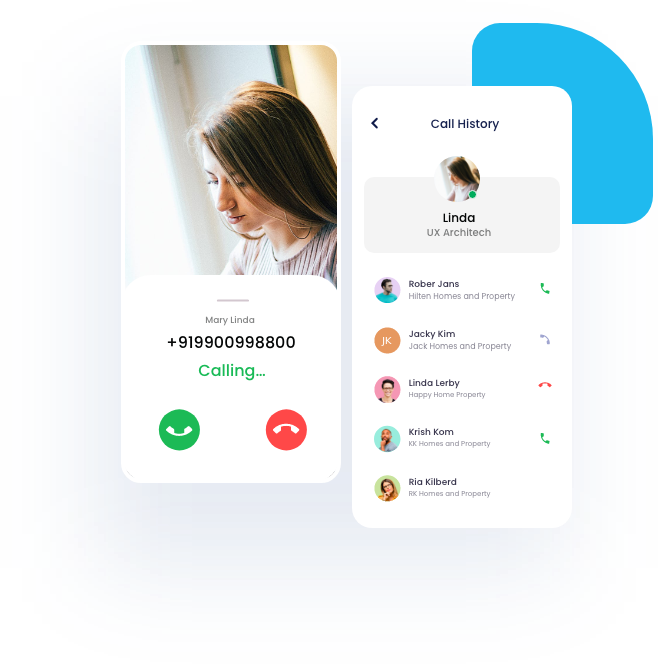 Mary Linda
+919900998800
Calling...
Call History
Linda
UX Architech
Rober Jans
Hilten Homes and Property
JK
Jacky Kim
Jack Homes and Property
Linda Lerby
Happy Home Property
Krish Kom
KK Homes and Property
Ria Kilberd
RK Homes and Property